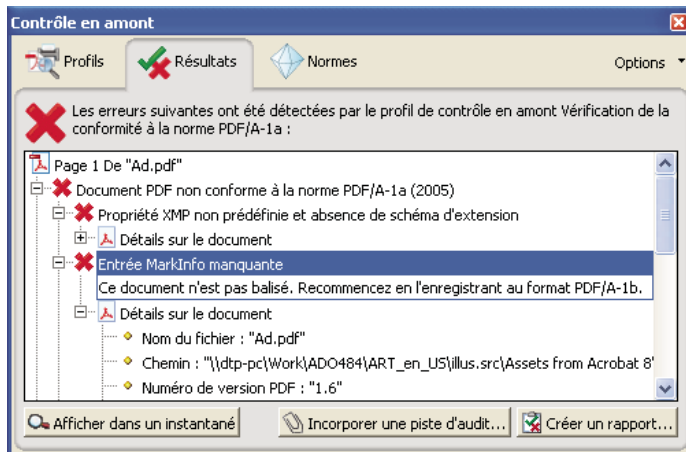 Contrôle en amont
Profils
Résultats
Normes
Options
Les erreurs suivantes ont été détectées par le profil de contrôle en amont Vérification de la
conformité à la norme PDF/A-1a :
Page 1 De "Ad.pdf"
Document PDF non conforme à la norme PDF/A-1a (2005)
Propriété XMP non prédéfinie et absence de schéma d'extension
Détails sur le document
Entrée MarkInfo manquante
Ce document n'est pas balisé. Recommencez en l'enregistrant au format PDF/A-1b.
Détails sur le document
Nom du fichier : "Ad.pdf"
Chemin : "\\dtp-pc\Work\ADO484\ART_en_US\illus.src\Assets from Acrobat 8'
Numéro de version PDF : "1.6"
Afficher dans un instantané
Incorporer une piste d'audit...
Créer un rapport...